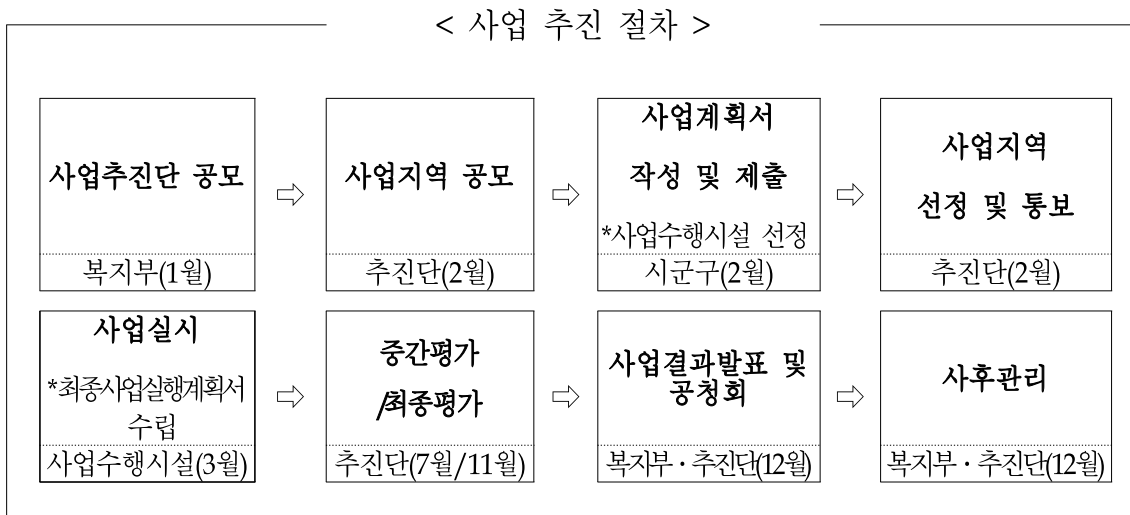 < 사업 추진 절차 >
사업추진단 공모
복지부(1월)
⇨
사업지역 공모
추진단(2월)
⇨
사업계획서
작성 및 제출
*사업수행시설 선정
시군구(2월)
⇨
사업지역
선정 및 통보
추진단(2월)
사업실시
*최종사업실행계획서
수립
사업수행시설(3월)
⇨
중간평가
/최종평가
추진단(7월/11월)
⇨
사업결과발표 및
공청회
복지부·추진단(12월)
⇨
사후관리
복지부·추진단(12월)